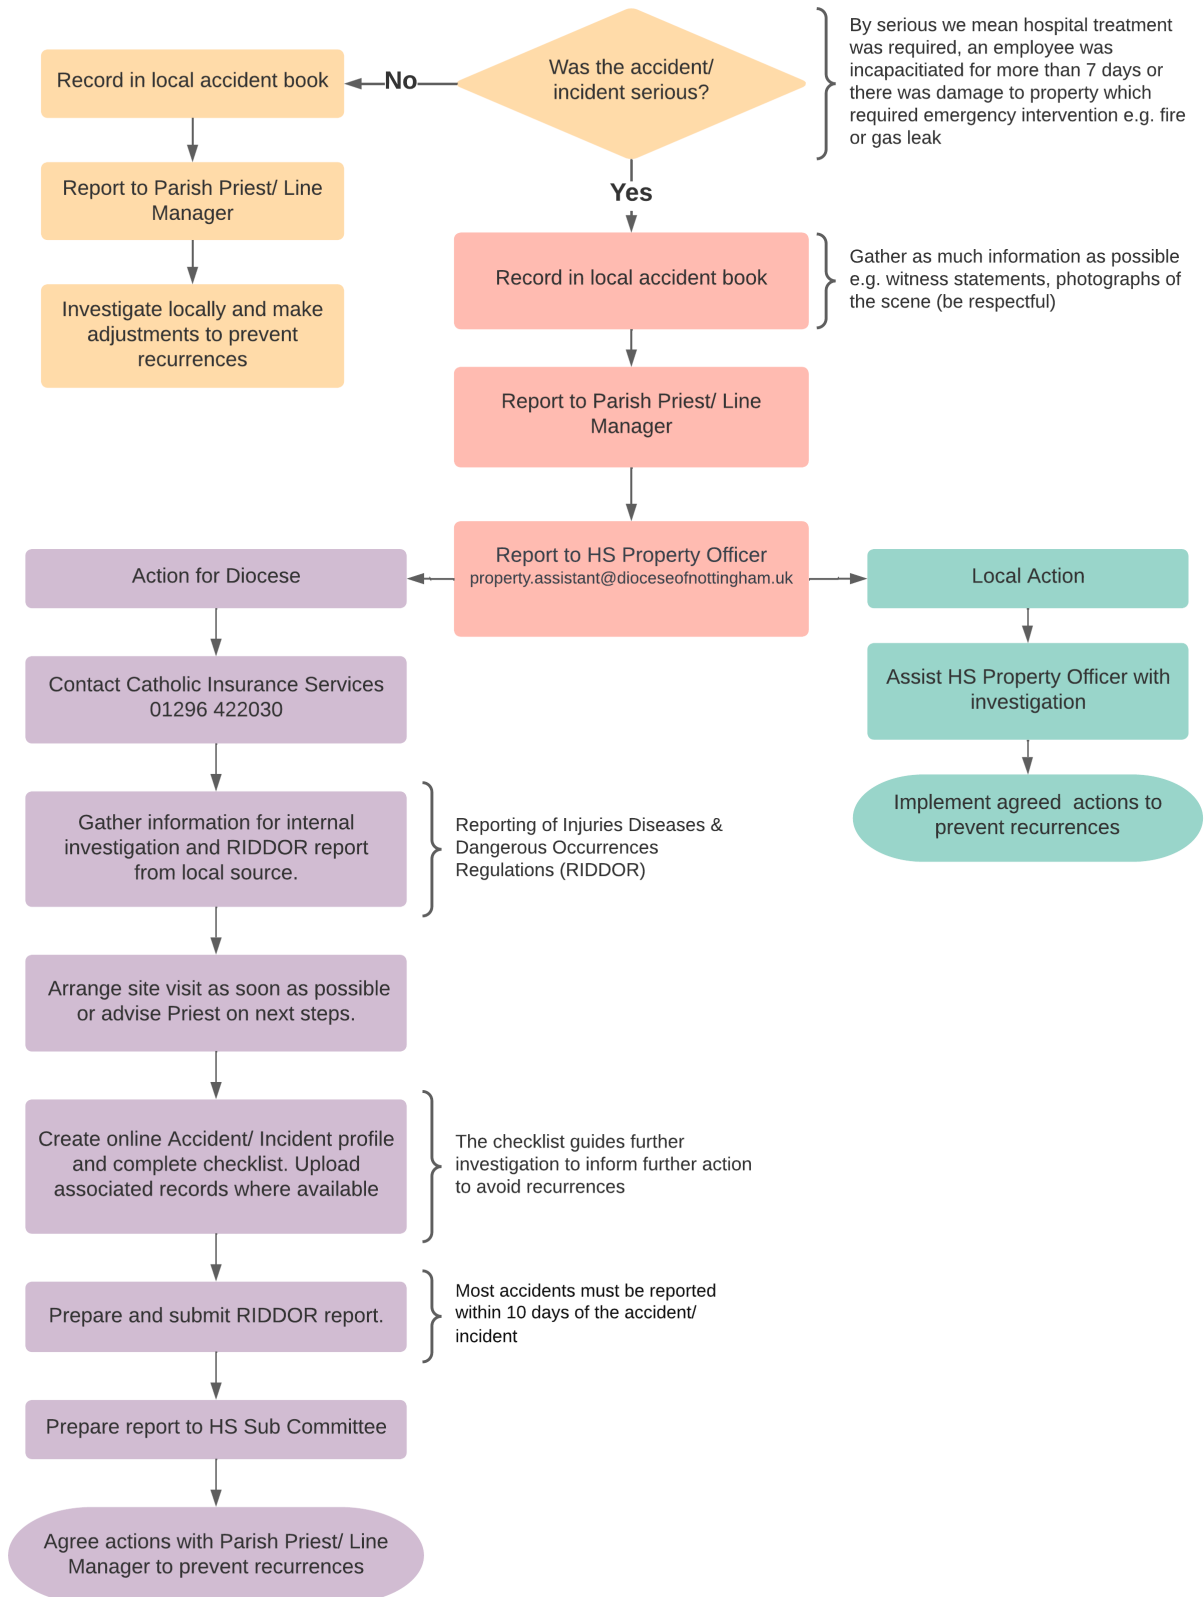 Was the accident/
incident serious?
By serious we mean hospital treatment
was required, an employee was
incapacitiated for more than 7 days or
there was damage to property which
required emergency intervention e.g. fire
or gas leak
No
Record in local accident book
Report to Parish Priest/ Line
Manager
Investigate locally and make
adjustments to prevent
recurrences
Yes
Record in local accident book
Gather as much information as possible
e.g. witness statements, photographs of
the scene (be respectful)
Report to Parish Priest/ Line
Manager
Report to HS Property Officer
property.assistant@dioceseofnottingham.uk
Action for Diocese
Contact Catholic Insurance Services
01296 422030
Gather information for internal
investigation and RIDDOR report
from local source.
Reporting of Injuries Diseases &
Dangerous Occurrences
Regulations (RIDDOR)
Arrange site visit as soon as possible
or advise Priest on next steps.
Create online Accident/ Incident profile
and complete checklist. Upload
associated records where available
The checklist guides further
investigation to inform further action
to avoid recurrences
Prepare and submit RIDDOR report.
Most accidents must be reported
within 10 days of the accident/
incident
Prepare report to HS Sub Committee
Agree actions with Parish Priest/ Line
Manager to prevent recurrences
Local Action
Assist HS Property Officer with
investigation
Implement agreed  actions to
prevent recurrences